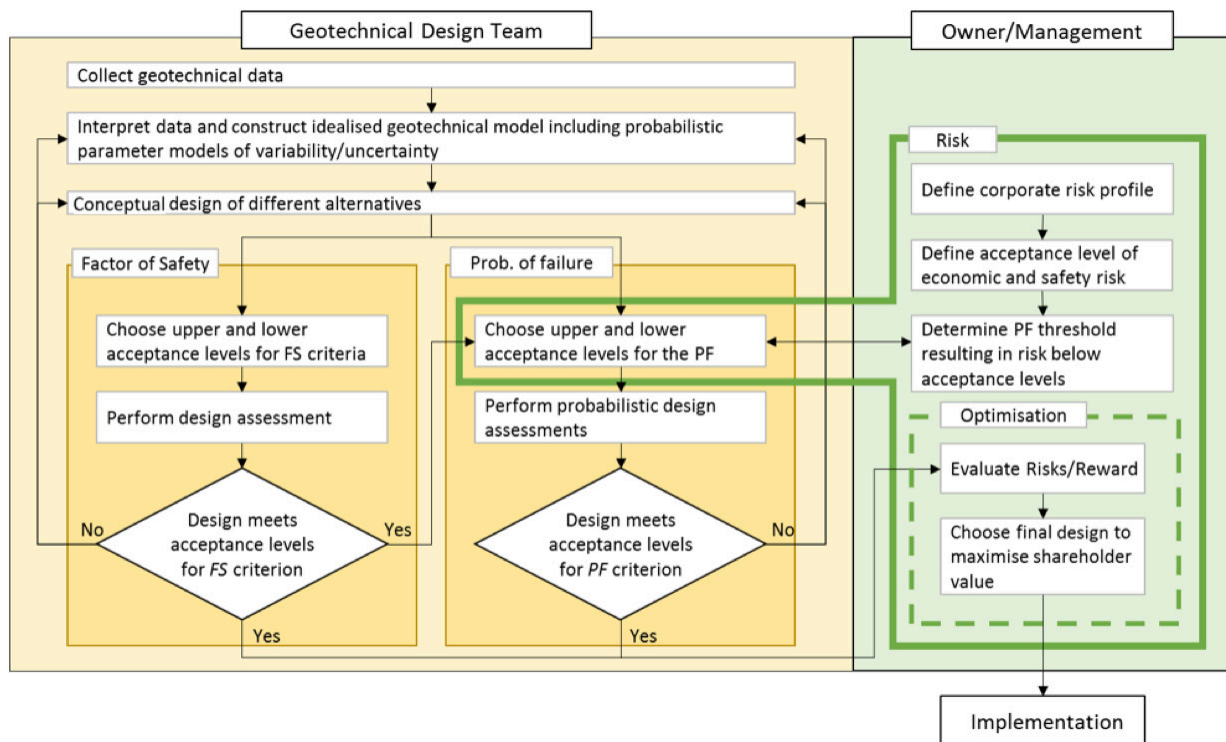 Geotechnical Design Team
Owner/Management
Collect geotechnical data
Interpret data and construct idealised geotechnical model including probabilistic
parameter models of variability/uncertainty
Conceptual design of different alternatives
Factor of Safety
Choose upper and lower
acceptance levels for FS criteria
Perform design assessment
No
Design meets
acceptance levels
for FS criterion
Yes
Yes
Prob. of failure
Choose upper and lower
acceptance levels for the PF
Perform probabilistic design
assessments
Design meets
acceptance levels
for PF criterion
No
Yes
Risk
Define corporate risk profile
Define acceptance level of
economic and safety risk
Determine PF threshold
resulting in risk below
acceptance levels
Optimisation
Evaluate Risks/Reward
Choose final design to
maximise shareholder
value
Implementation